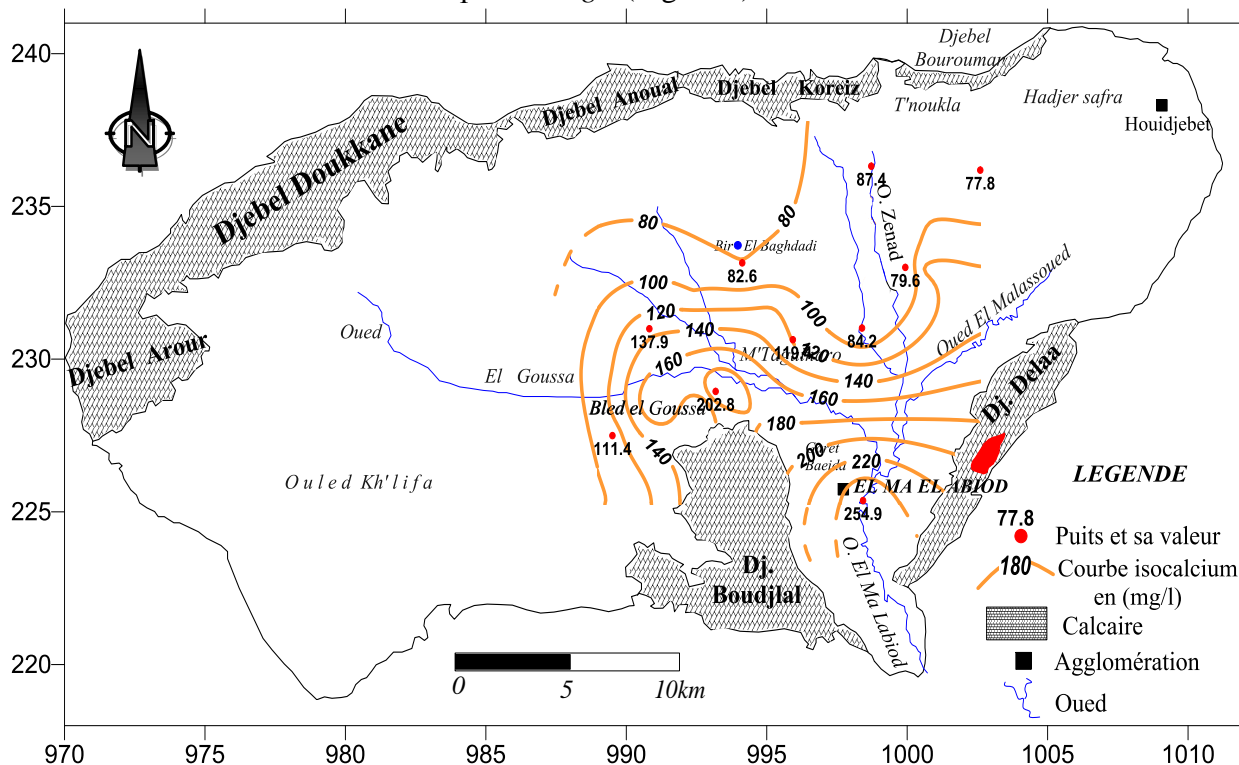 240
235
230
225
220
970
975
980
985
990
995
1000
1005
1010
N
Djebel
Bourouman
Djebel Koreiz
Djebel Anoual
T'noukla
Hadjer safra
Houidjebet
Djebel Doukkane
Djebel Arour
87.4
77.8
O. Zenad
80
80
Bir El Baghdadi
82.6
79.6
Oued El Malassoued
100
120
140
160
100
120
140
160
137.9
84.2
Oued
El Goussa
Bled el Goussa
202.8
180
200
220
Baeida
111.4
140
Dj. Delaa
EL MA EL ABIOD
254.9
Ouled Kh'lifa
Dj.
Boudjlal
O. El Ma Labiod
0 5 10km
LEGENDE
77.8
Puits et sa valeur
180
Courbe isocalcium
en (mg/l)
Calcaire
Agglomération
Oued